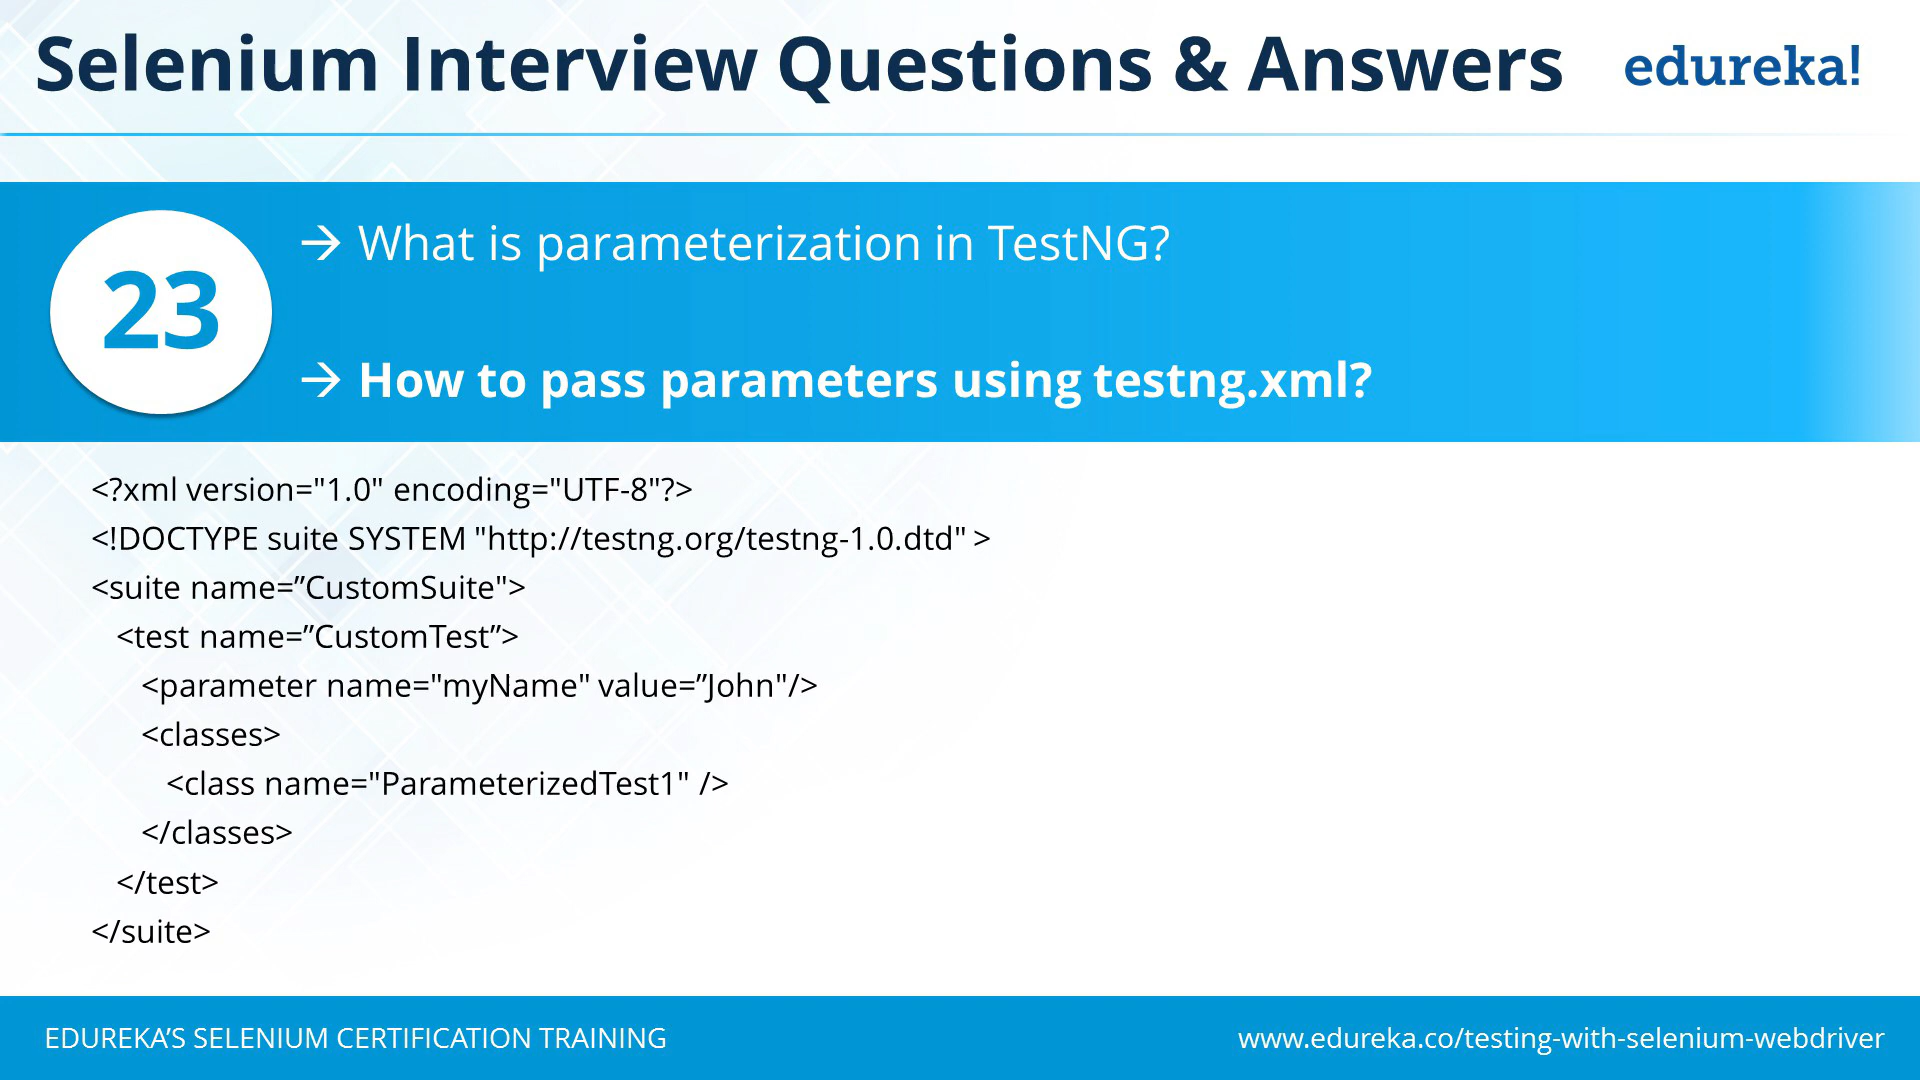 Selenium Interview Questions & Answers
edureka!
23
→ What is parameterization in TestNG?
→ How to pass parameters using testng.xml?
<?xml version="1.0" encoding="UTF-8"?>
<!DOCTYPE suite SYSTEM "http://testng.org/testng-1.0.dtd" >
<suite name=”CustomSuite">
<test name=”CustomTest”>
<parameter name="myName" value=”John"/>
<classes>
<class name="ParameterizedTest1" />
</classes>
</test>
</suite>
EDUREKA’S SELENIUM CERTIFICATION TRAINING
www.edureka.co/testing-with-selenium-webdriver